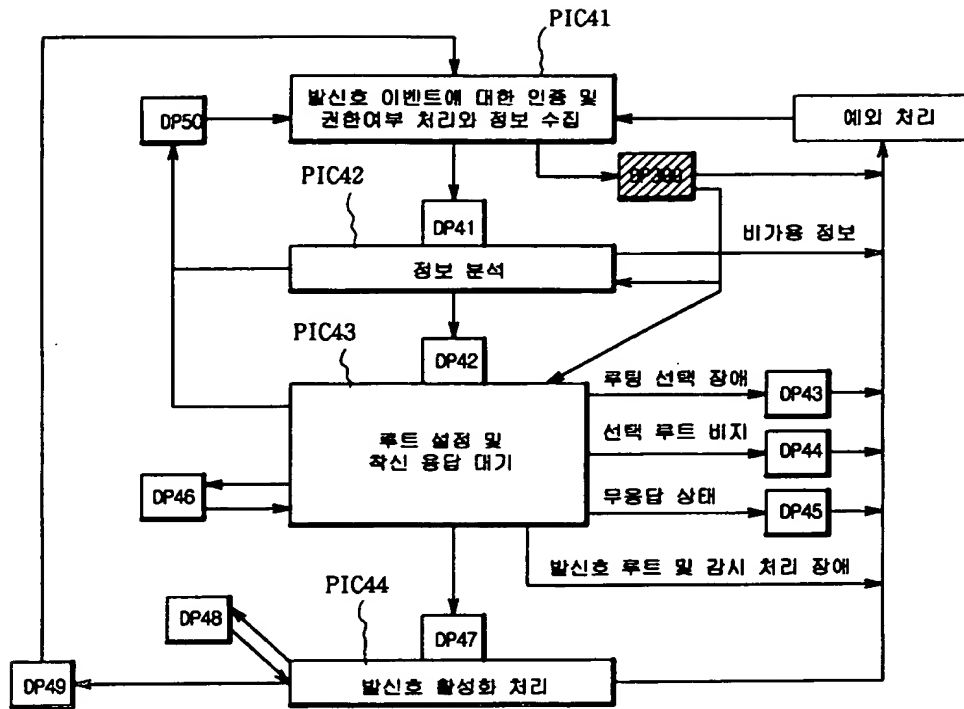 PIC41
발신호 이벤트에 대한 인증 및
권한여부 처리와 정보 수집
DP50
예외 처리
DP300
PIC42
DP41
비가용 정보
정보 분석
PIC43
DP42
루팅 선택 장애
DP43
루트 설정 및
착신 용답 대기
선택 루트 비지
DP44
DP46
무용답 상태
DP45
발신호 루트 및 감시 처리 장애
PIC44
DP48
DP47
DP49
발신호 활성화 처리